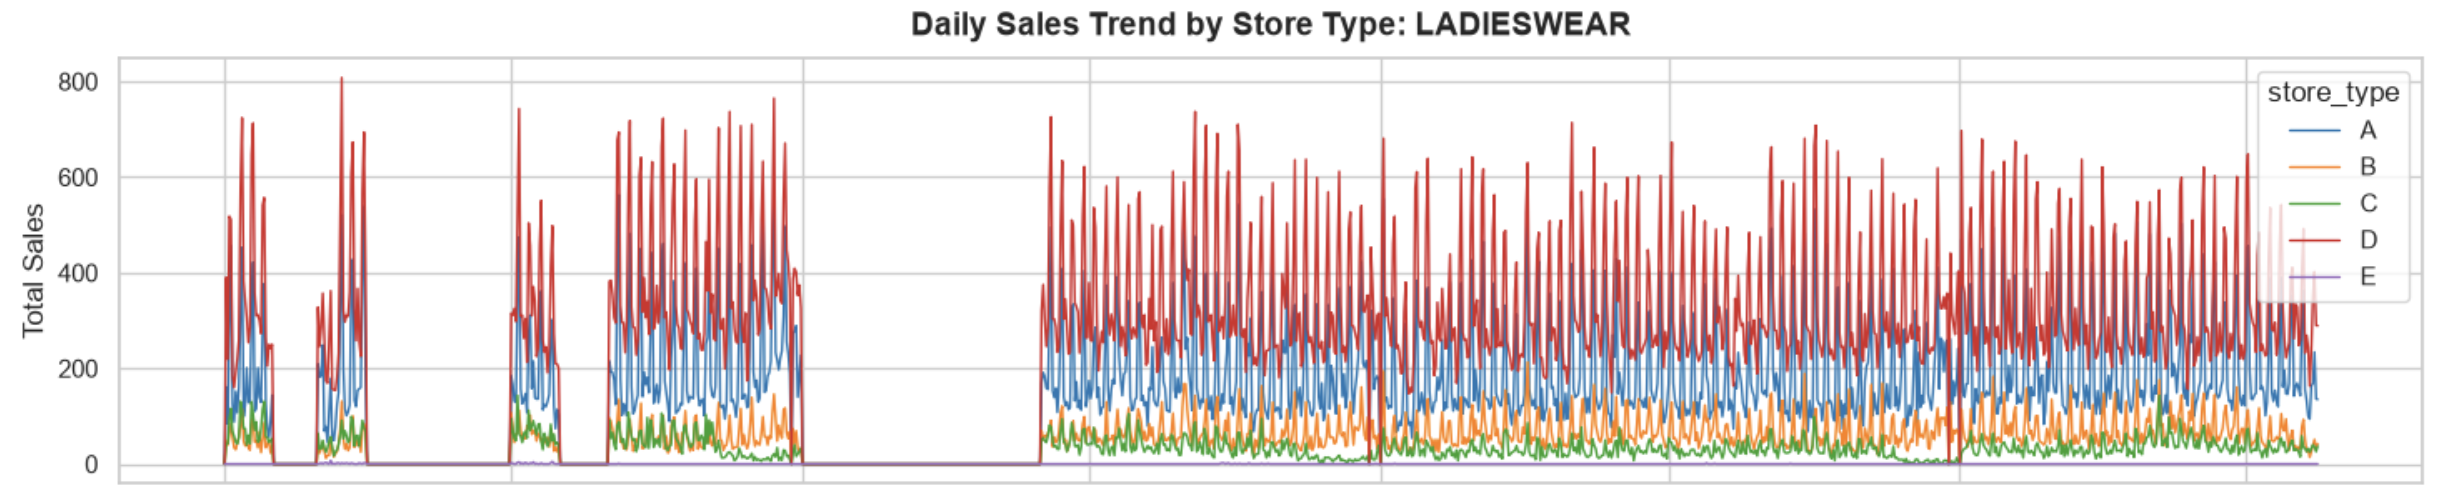 Daily Sales Trend by Store Type: LADIESWEAR
800
600
400
200
0
Total Sales
store_type
A
B
C
D
E